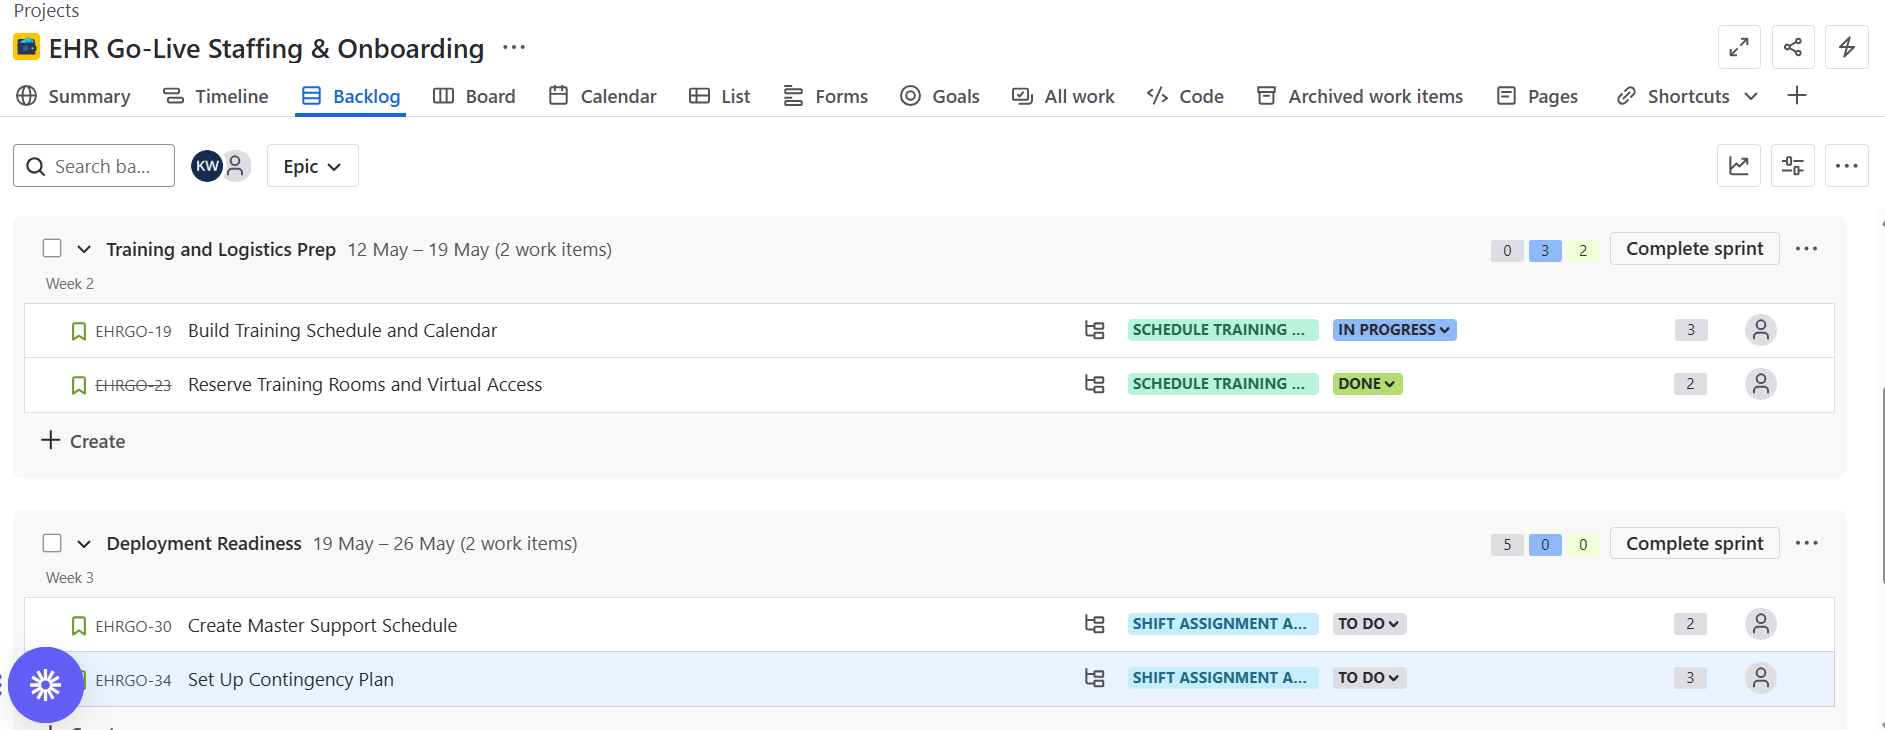 Projects
EHR Go-Live Staffing & Onboarding
Summary Timeline Backlog Board Calendar List Forms Goals All work Code Archived work items Pages Shortcuts
Search ba... KW Epic
Training and Logistics Prep 12 May – 19 May (2 work items) 0 3 2 Complete sprint
Week 2
EHRGO-19 Build Training Schedule and Calendar SCHEDULE TRAINING ... IN PROGRESS 3
EHRGO-23 Reserve Training Rooms and Virtual Access SCHEDULE TRAINING ... DONE 2
Create
Deployment Readiness 19 May – 26 May (2 work items) 5 0 0 Complete sprint
Week 3
EHRGO-30 Create Master Support Schedule SHIFT ASSIGNMENT A... TO DO 2
EHRGO-34 Set Up Contingency Plan SHIFT ASSIGNMENT A... TO DO 3